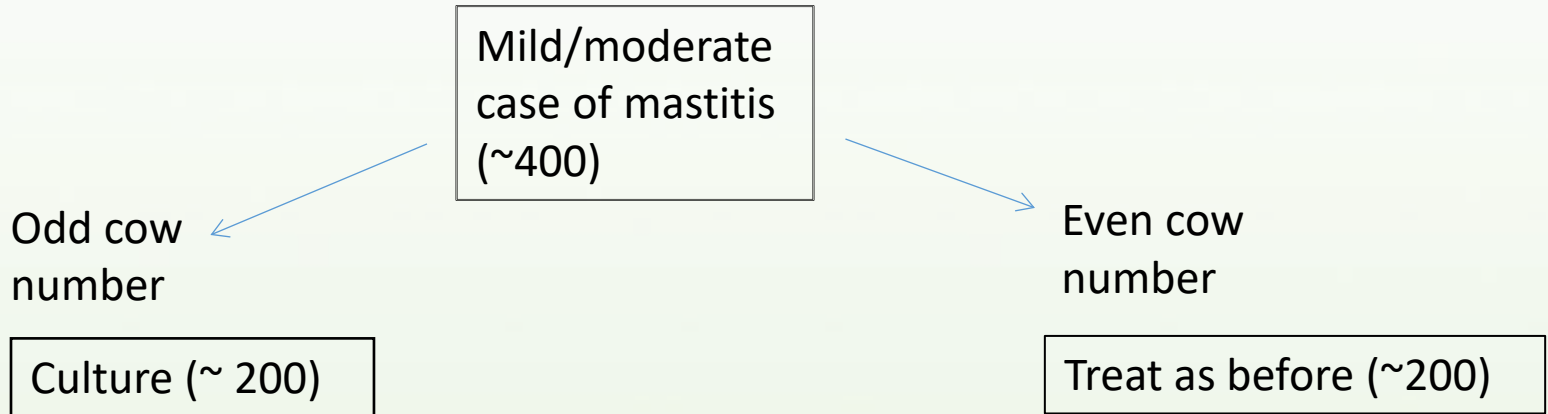 Mild/moderate
case of mastitis
(~400)
Odd cow
number
Even cow
number
Culture (~ 200)
Treat as before (~200)